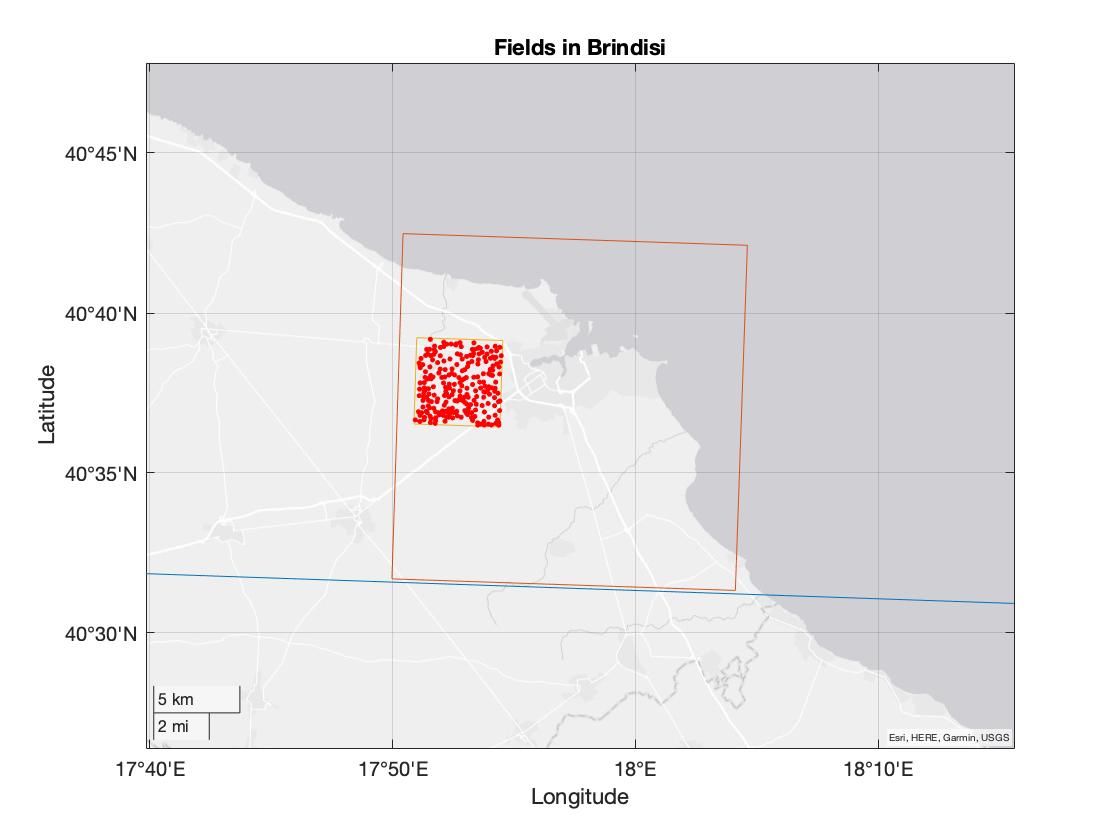 Fields in Brindisi
40°45'N
40°40'N
40°35'N
40°30'N
Latitude
5 km
2 mi
Esri, HERE, Garmin, USGS
17°40'E
17°50'E
18°E
18°10'E
Longitude